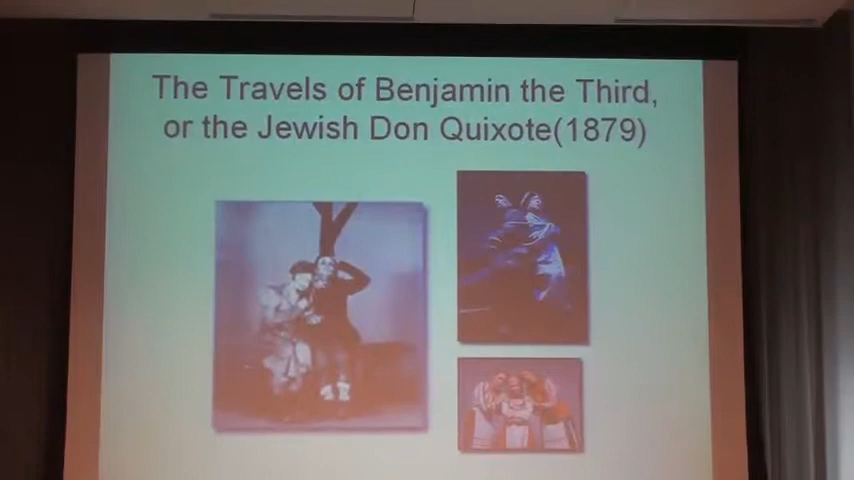 The Travels of Benjamin the Third,
or the Jewish Don Quixote(1879)